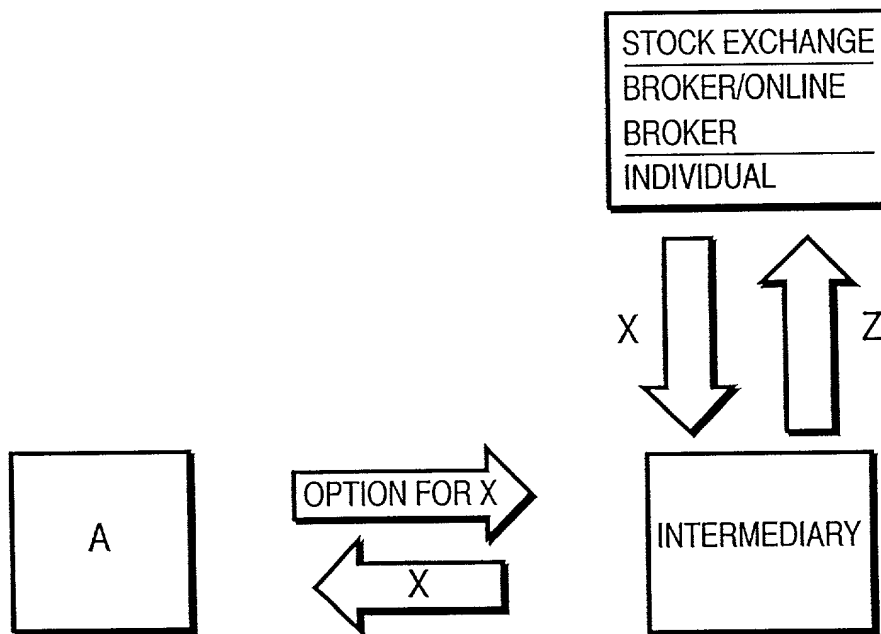 STOCK EXCHANGE
BROKER/ONLINE
BROKER
INDIVIDUAL
X
Z
A
OPTION FOR X
X
INTERMEDIARY